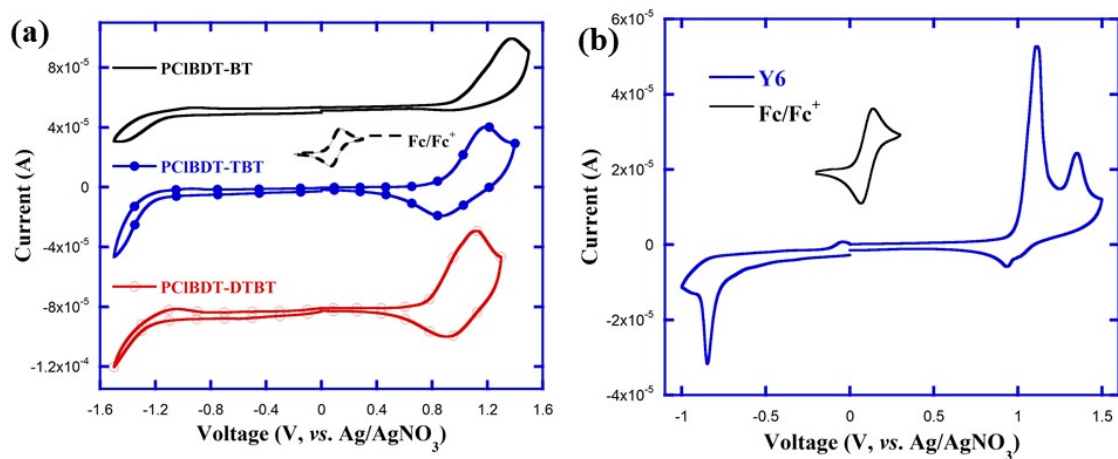 (a)
PClBDT-BT
Fc/Fc+
PClBDT-TBT
PClBDT-DTBT
8x10-5
4x10-5
0
-4x10-5
-8x10-5
-1.2x10-4
Current (A)
-1.6 -1.2 -0.8 -0.4 0 0.4 0.8 1.2 1.6
Voltage (V, vs. Ag/AgNO3)
(b)
Y6
Fc/Fc+
6x10-5
4x10-5
2x10-5
0
-2x10-5
-4x10-5
Current (A)
-1 -0.5 0 0.5 1 1.5
Voltage (V, vs. Ag/AgNO3)